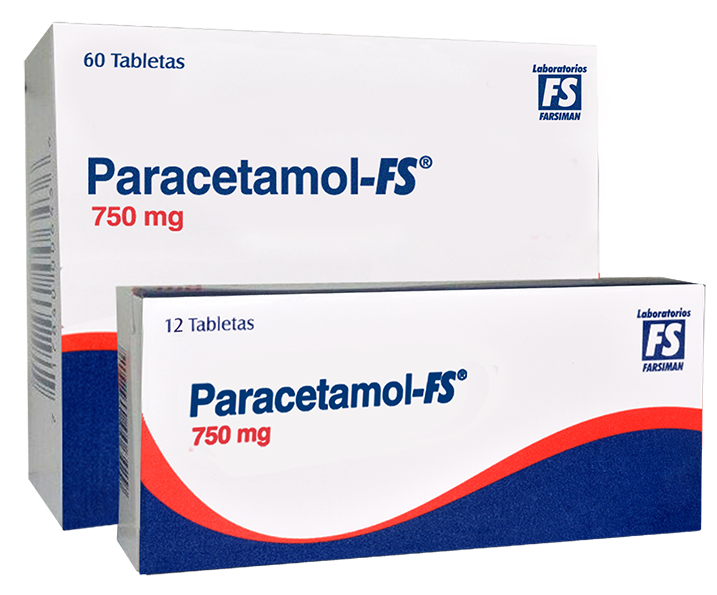 60 Tabletas
Laboratorios
FS
FARSIMAN
Paracetamol-FS®
750 mg
12 Tabletas
Laboratorios
FS
FARSIMAN
Paracetamol-FS®
750 mg